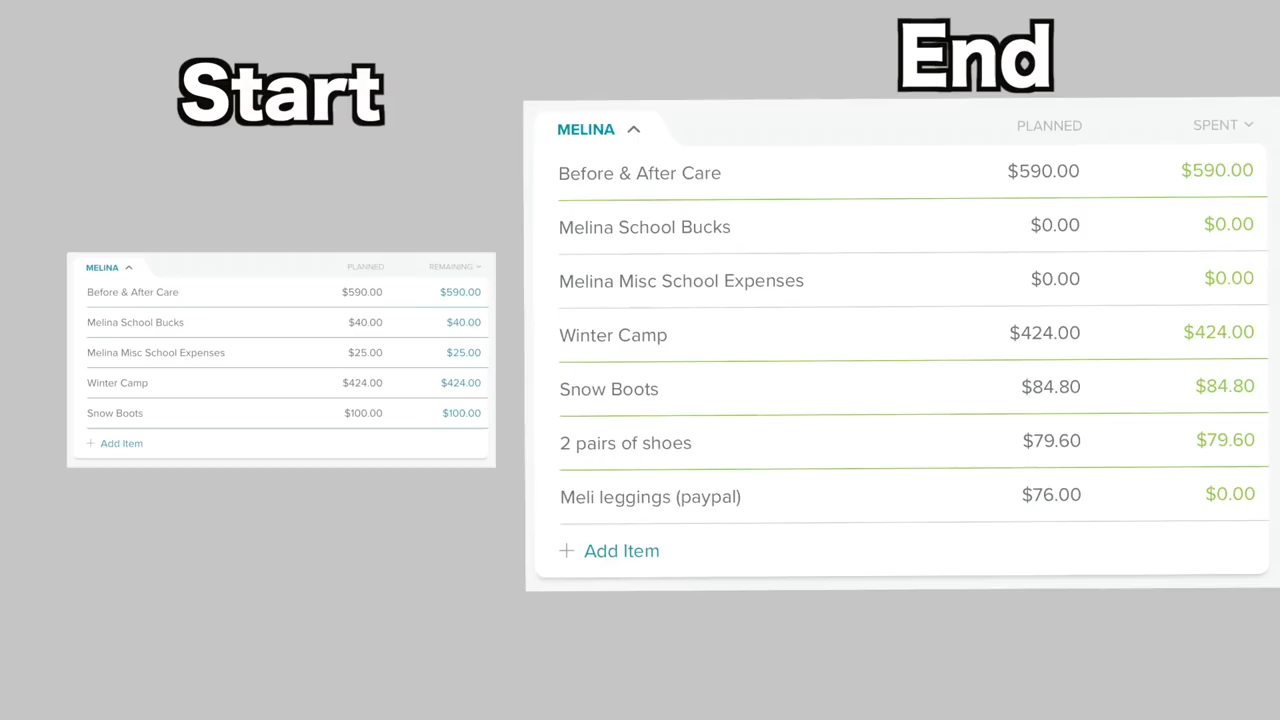 Start
MELINA PLANNED REMAINING
Before & After Care $590.00 $590.00
Melina School Bucks $40.00 $40.00
Melina Misc School Expenses $25.00 $25.00
Winter Camp $424.00 $424.00
Snow Boots $100.00 $100.00
+ Add Item
End
MELINA PLANNED SPENT
Before & After Care $590.00 $590.00
Melina School Bucks $0.00 $0.00
Melina Misc School Expenses $0.00 $0.00
Winter Camp $424.00 $424.00
Snow Boots $84.80 $84.80
2 pairs of shoes $79.60 $79.60
Meli leggings (paypal) $76.00 $0.00
+ Add Item